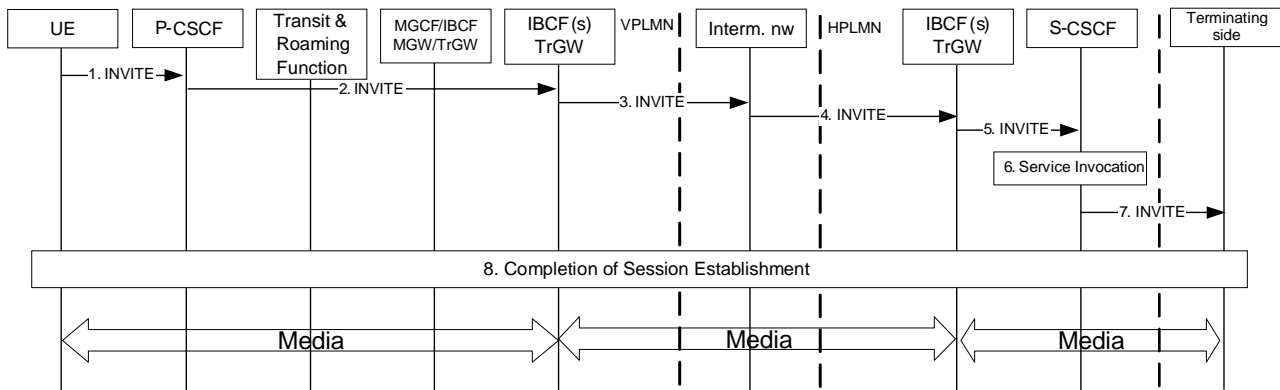 UE
P-CSCF
Transit &
Roaming
Function
MGCF/IBCF
MGW/TrGW
IBCF (s)
TrGW
VPLMN
Interm. nw
HPLMN
IBCF (s)
TrGW
S-CSCF
Terminating
side
1. INVITE
2. INVITE
3. INVITE
4. INVITE
5. INVITE
6. Service Invocation
7. INVITE
8. Completion of Session Establishment
Media
Media
Media